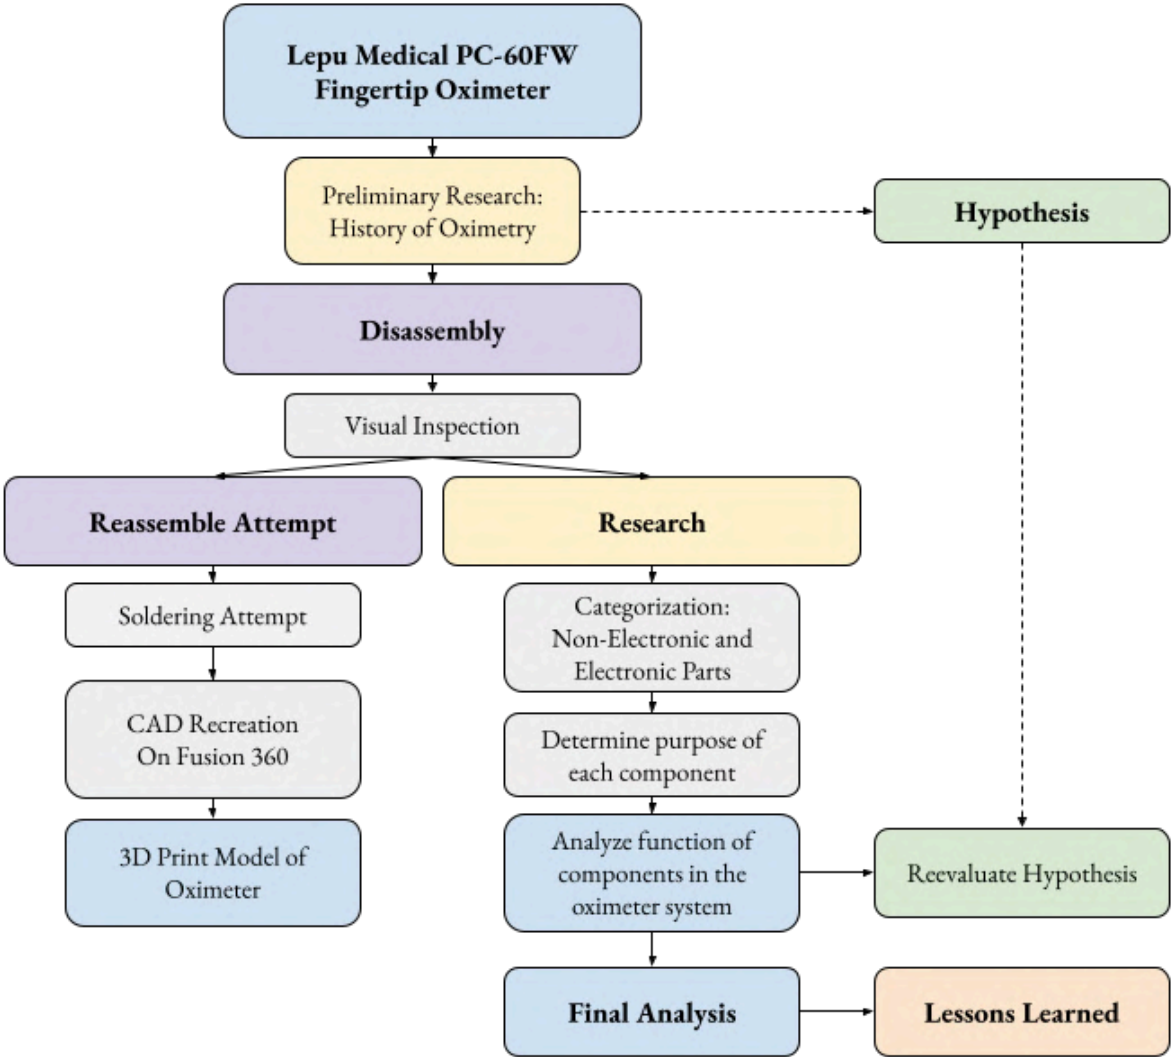 Lepu Medical PC-60FW
Fingertip Oximeter
Preliminary Research:
History of Oximetry
Hypothesis
Disassembly
Visual Inspection
Reassemble Attempt
Research
Soldering Attempt
Categorization:
Non-Electronic and
Electronic Parts
CAD Recreation
On Fusion 360
Determine purpose of
each component
3D Print Model of
Oximeter
Analyze function of
components in the
oximeter system
Reevaluate Hypothesis
Final Analysis
Lessons Learned